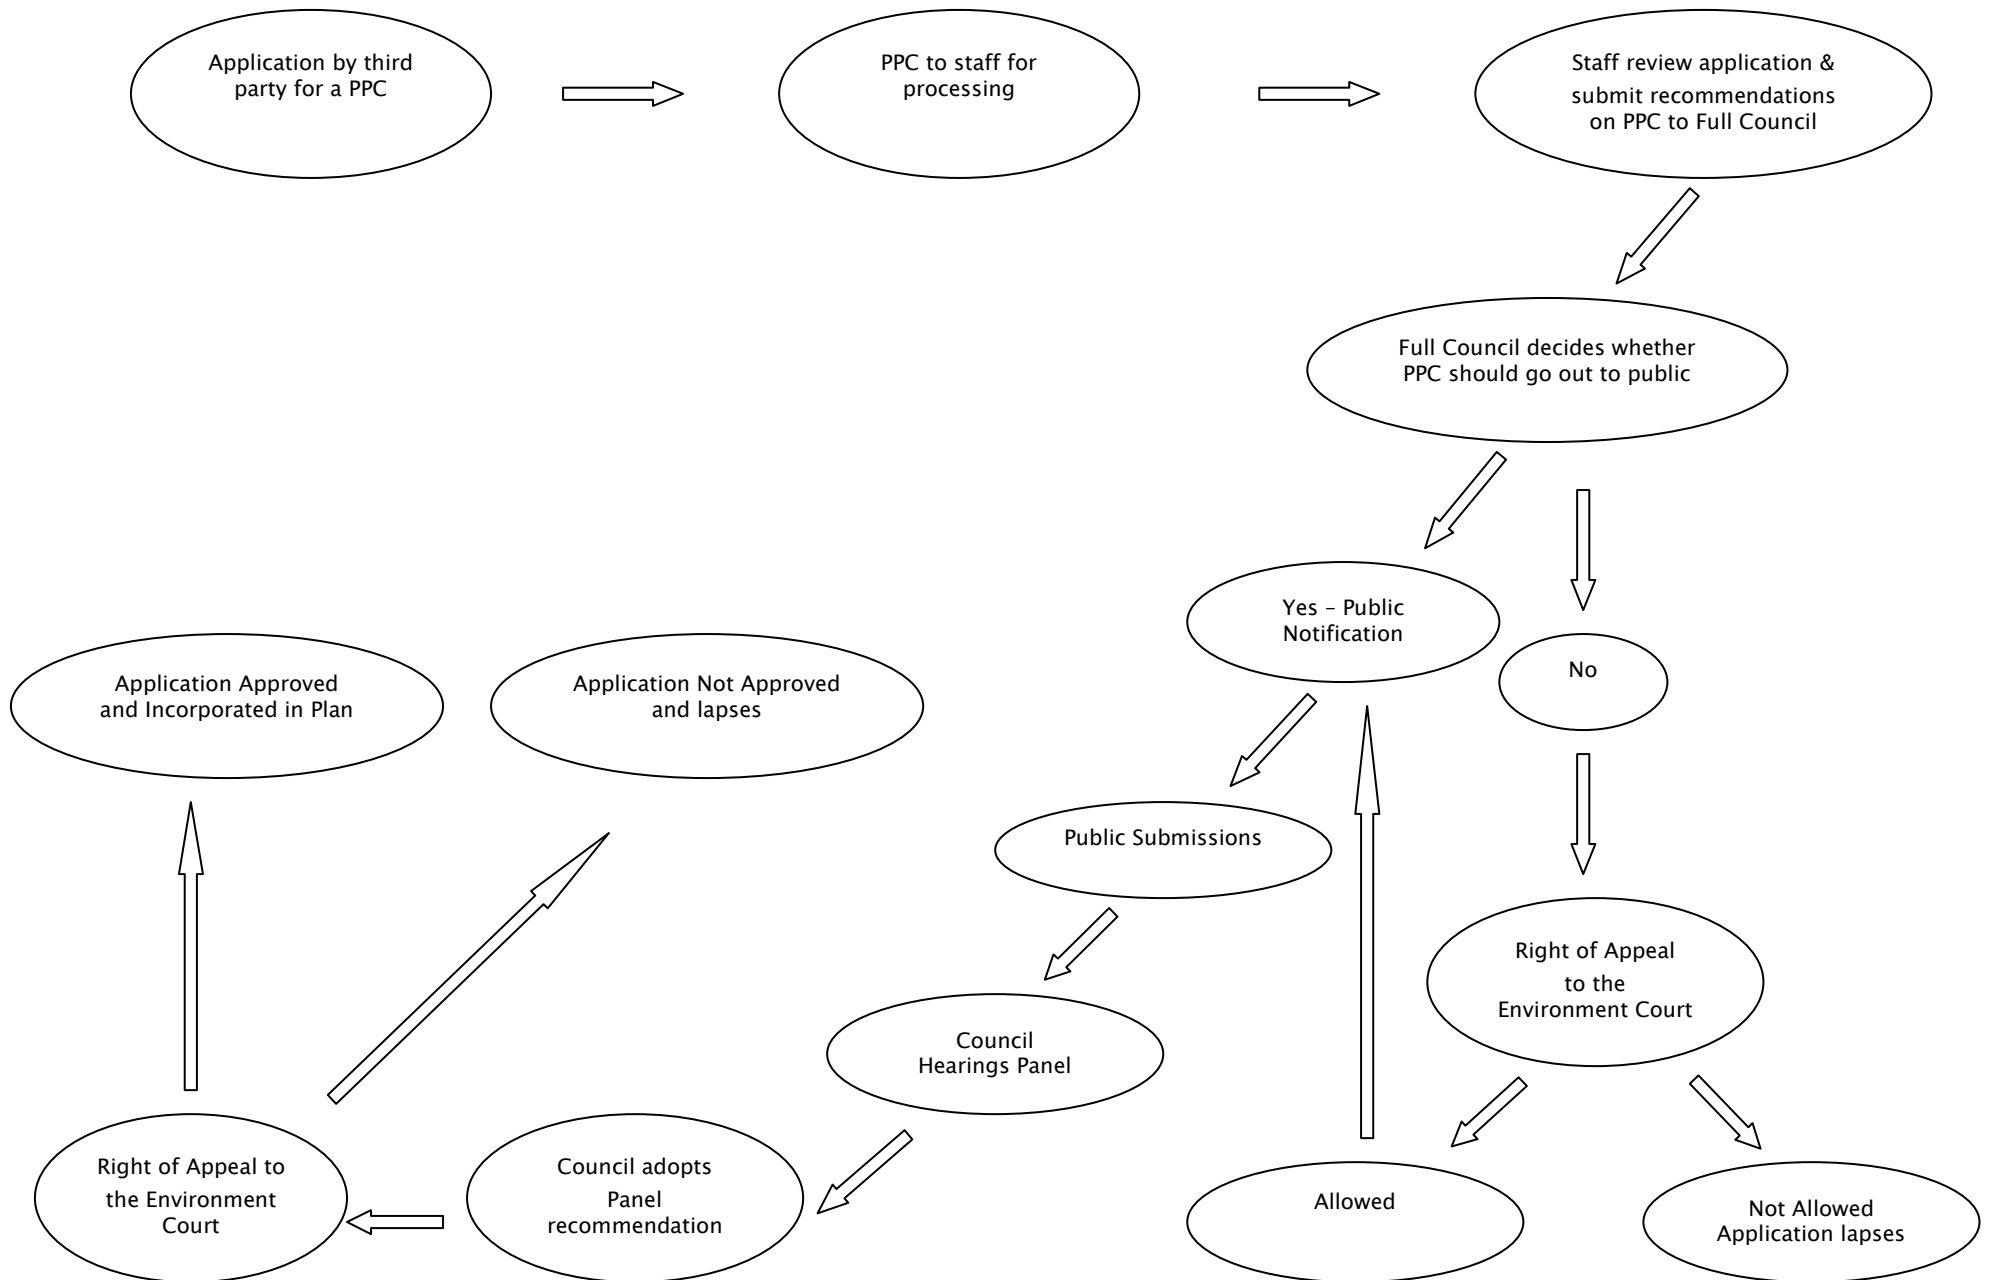 Application by third
party for a PPC
PPC to staff for
processing
Staff review application &
submit recommendations
on PPC to Full Council
Full Council decides whether
PPC should go out to public
Yes – Public
Notification
No
Application Approved
and Incorporated in Plan
Application Not Approved
and lapses
Public Submissions
Right of Appeal
to the
Environment Court
Council
Hearings Panel
Right of Appeal to
the Environment
Court
Council adopts
Panel
recommendation
Allowed
Not Allowed
Application lapses